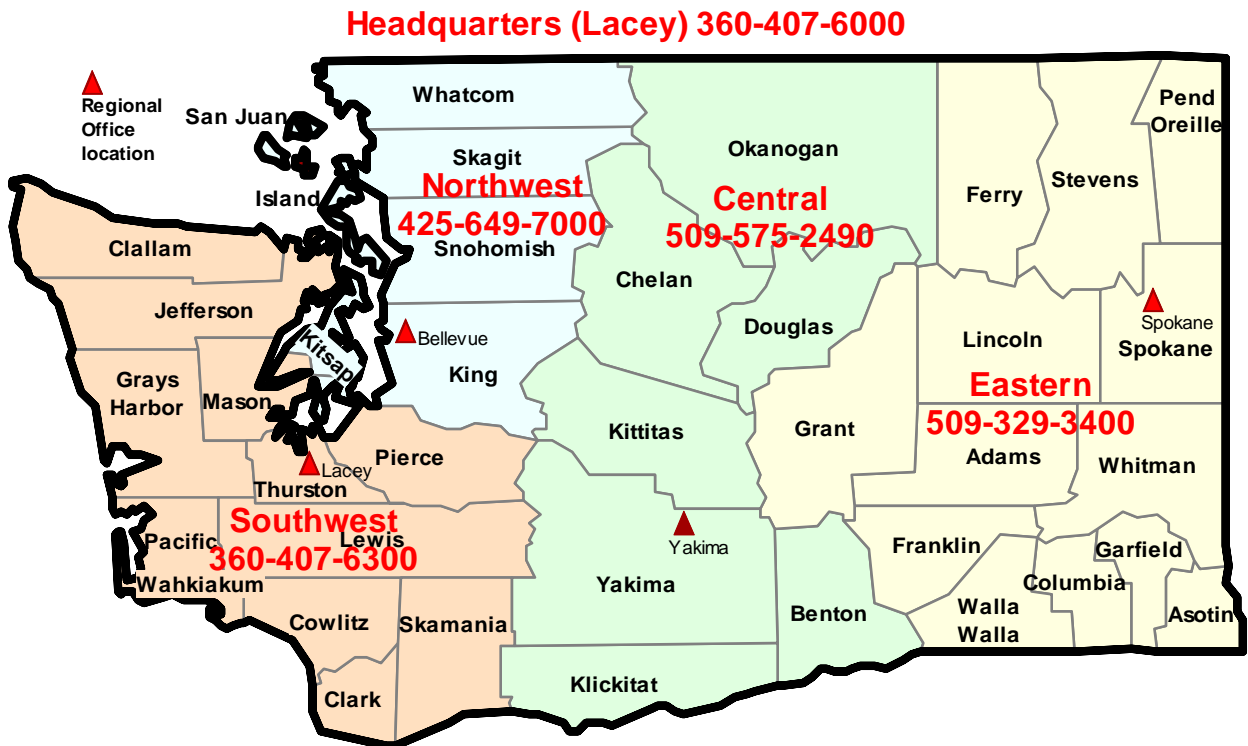 Headquarters (Lacey) 360-407-6000
Regional
Office
location
San Juan
Island
Whatcom
Skagit
Northwest
425-649-7000
Snohomish
Bellevue
King
Kitsap
Clallam
Jefferson
Grays
Harbor
Mason
Lacey
Thurston
Pierce
Southwest
360-407-6300
Lewis
Pacific
Wahkiakum
Cowlitz
Skamania
Clark
Okanogan
Central
509-575-2490
Chelan
Douglas
Kittitas
Yakima
Yakima
Benton
Klickitat
Ferry
Stevens
Pend
Oreille
Lincoln
Spokane
Spokane
Eastern
509-329-3400
Grant
Adams
Whitman
Franklin
Walla
Walla
Columbia
Garfield
Asotin